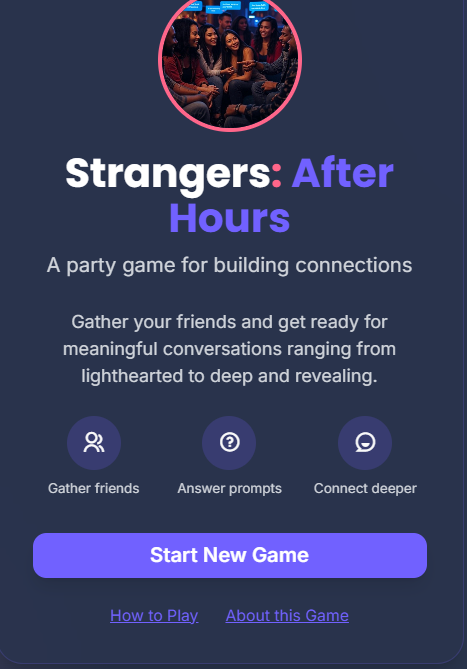 Strangers: After
Hours
A party game for building connections
Gather your friends and get ready for
meaningful conversations ranging from
lighthearted to deep and revealing.
Gather friends
Answer prompts
Connect deeper
Start New Game
How to Play
About this Game